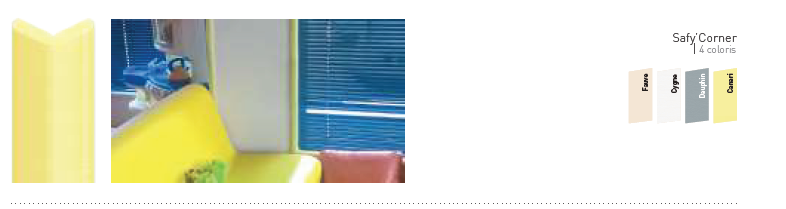 Safy'Corner
4 coloris
Fauve
Cygne
Dauphin
Canari